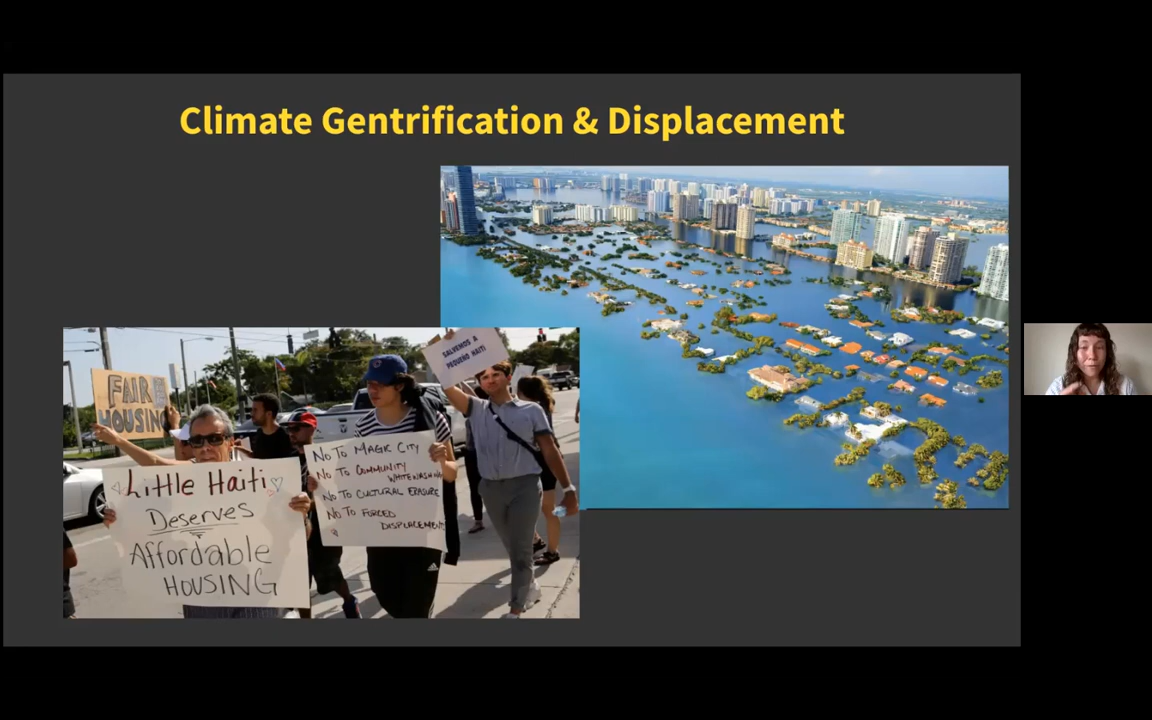 Climate Gentrification & Displacement
SALVEMOS A
PEQUEÑO HAITI
FAIR
HOUSING
Little Haiti
Deserves
Affordable
HOUSING
No To MAGIC CITY
No To COMMUNITY
WHITEWASHING
No To CULTURAL ERASURE
No To FORCED
DISPLACEMENT